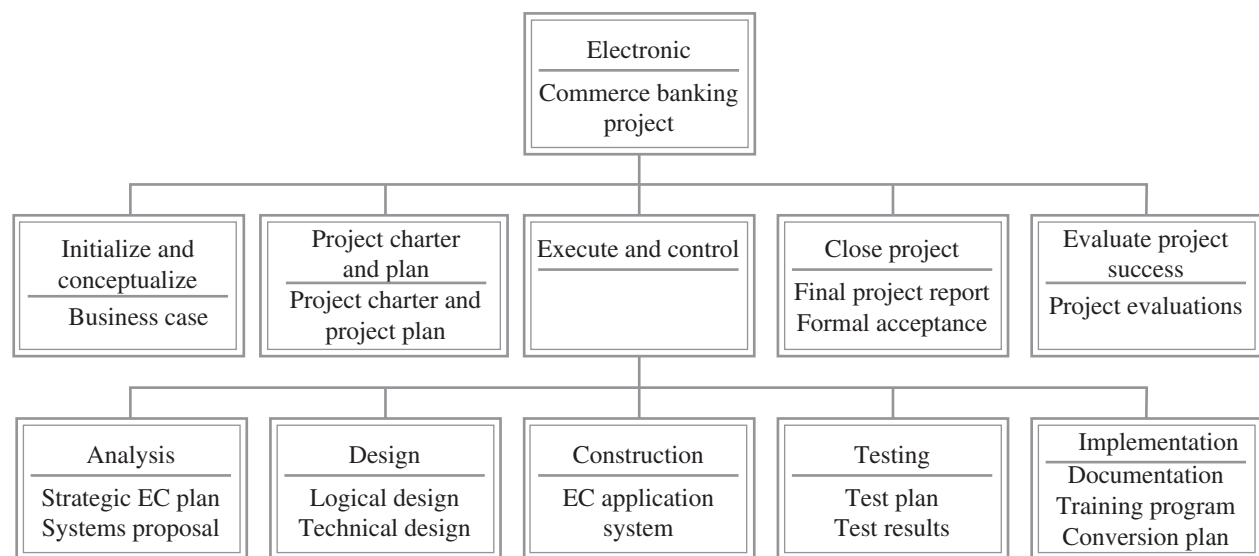 Electronic
Commerce banking
project
Initialize and
conceptualize
Business case
Project charter
and plan
Project charter and
project plan
Execute and control
Close project
Final project report
Formal acceptance
Evaluate project
success
Project evaluations
Analysis
Strategic EC plan
Systems proposal
Design
Logical design
Technical design
Construction
EC application
system
Testing
Test plan
Test results
Implementation
Documentation
Training program
Conversion plan